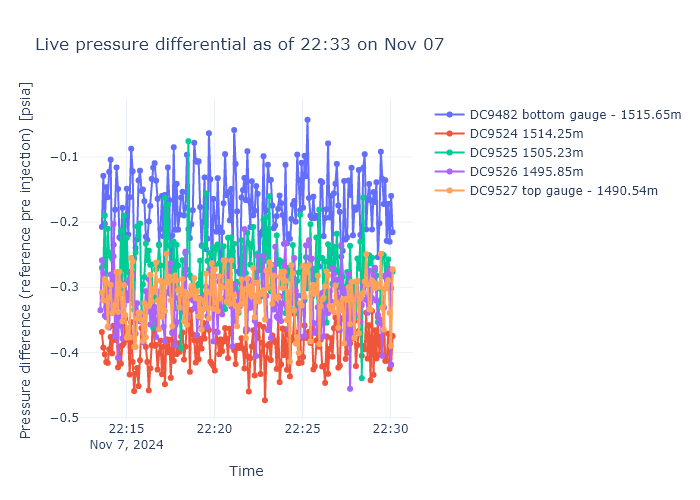 Live pressure differential as of 22:33 on Nov 07
Pressure difference (reference pre injection) [psia]
−0.1
−0.2
−0.3
−0.4
−0.5
22:15
Nov 7, 2024
22:20
22:25
22:30
Time
DC9482 bottom gauge - 1515.65m
DC9524 1514.25m
DC9525 1505.23m
DC9526 1495.85m
DC9527 top gauge - 1490.54m